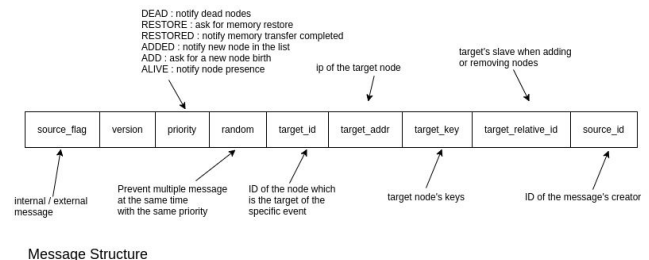 DEAD : notify dead nodes
RESTORE : ask for memory restore
RESTORED : notify memory transfer completed
ADDED : notify new node in the list
ADD : ask for a new node birth
ALIVE : notify node presence
ip of the target node
target's slave when adding
or removing nodes
source_flag version priority random target_id target_addr target_key target_relative_id source_id
internal / external
message
Prevent multiple message
at the same time
with the same priority
ID of the node which
is the target of the
specific event
target node's keys
ID of the message's creator
Message Structure